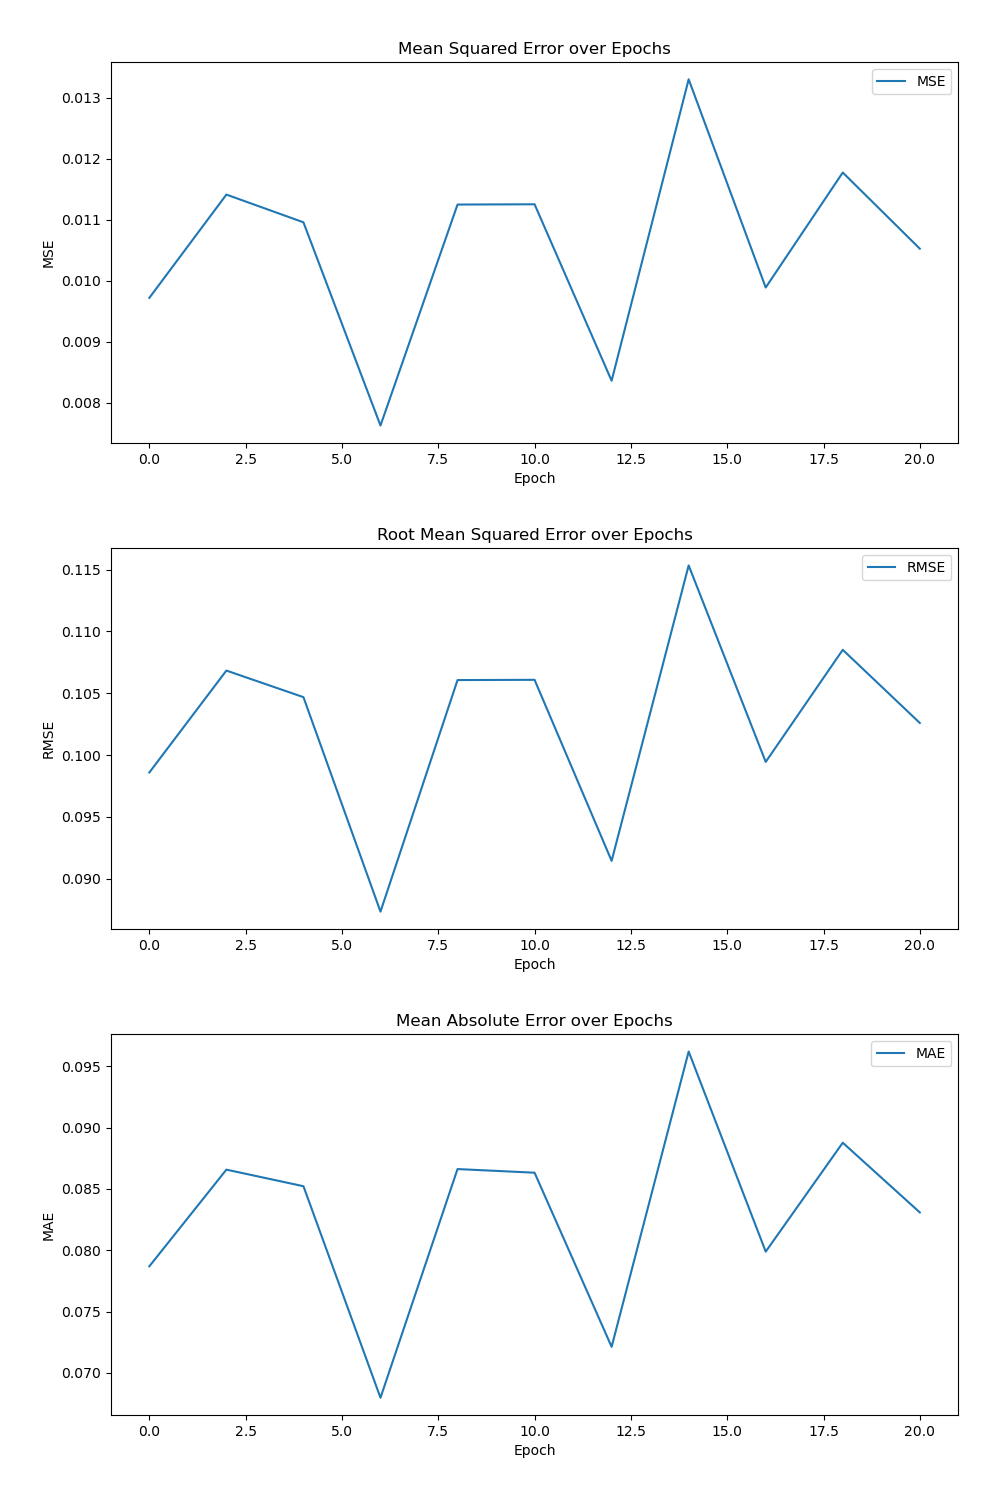 Mean Squared Error over Epochs
MSE
0.013
0.012
0.011
0.010
0.009
0.008
MSE
0.0 2.5 5.0 7.5 10.0 12.5 15.0 17.5 20.0
Epoch
Root Mean Squared Error over Epochs
RMSE
0.115
0.110
0.105
0.100
0.095
0.090
RMSE
0.0 2.5 5.0 7.5 10.0 12.5 15.0 17.5 20.0
Epoch
Mean Absolute Error over Epochs
MAE
0.095
0.090
0.085
0.080
0.075
0.070
MAE
0.0 2.5 5.0 7.5 10.0 12.5 15.0 17.5 20.0
Epoch